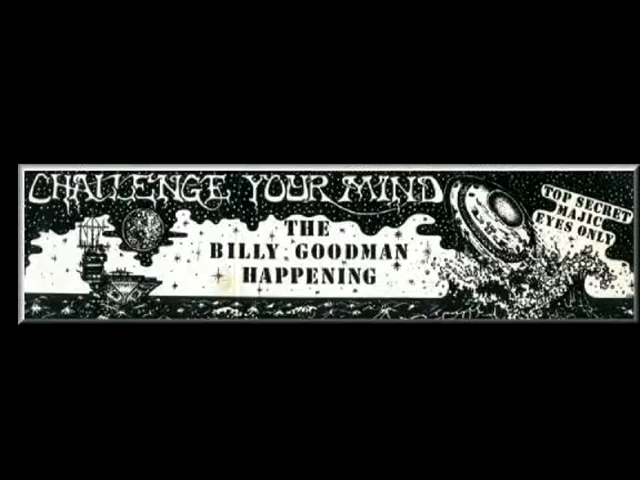 CHALLENGE YOUR MIND
THE
BILLY GOODMAN
HAPPENING
TOP SECRET
MAJIC
EYES ONLY